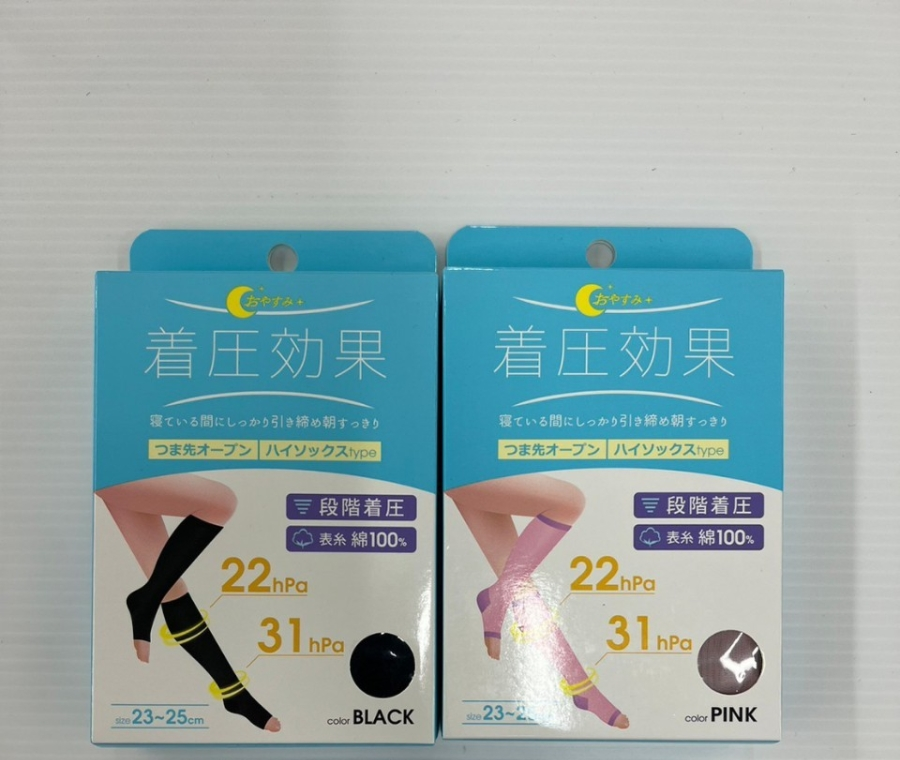 おやすみ+
着圧効果
寝ている間にしっかり引き締め朝すっきり
つま先オープン ハイソックスtype
段階着圧
表糸 綿100%
22hPa
31hPa
size 23~25cm
color BLACK
おやすみ+
着圧効果
寝ている間にしっかり引き締め朝すっきり
つま先オープン ハイソックスtype
段階着圧
表糸 綿100%
22hPa
31hPa
size 23~2
color PINK